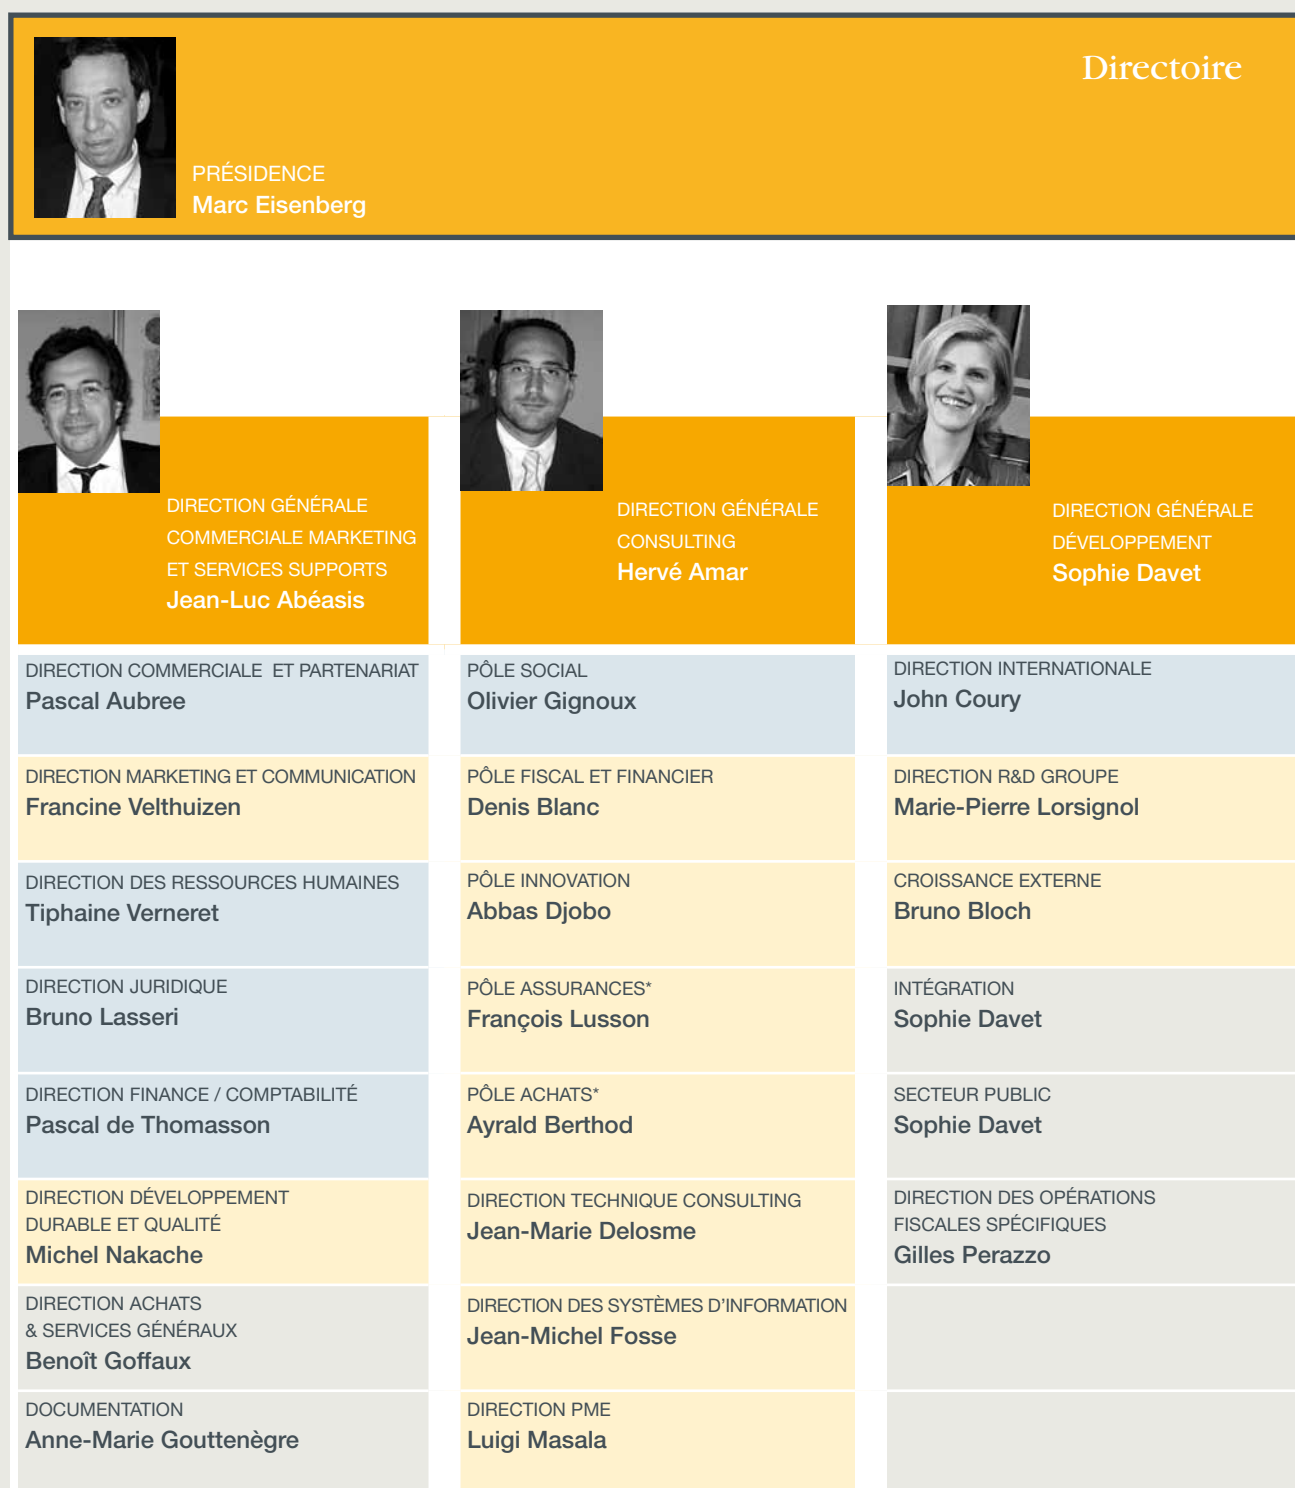 Directoire
PRÉSIDENCE
Marc Eisenberg
DIRECTION GÉNÉRALE
COMMERCIALE MARKETING
ET SERVICES SUPPORTS
Jean-Luc Abéasis
DIRECTION COMMERCIALE ET PARTENARIAT
Pascal Aubree
DIRECTION MARKETING ET COMMUNICATION
Francine Velthuizen
DIRECTION DES RESSOURCES HUMAINES
Tiphaine Verneret
DIRECTION JURIDIQUE
Bruno Lasseri
DIRECTION FINANCE / COMPTABILITÉ
Pascal de Thomasson
DIRECTION DÉVELOPPEMENT
DURABLE ET QUALITÉ
Michel Nakache
DIRECTION ACHATS
& SERVICES GÉNÉRAUX
Benoît Goffaux
DOCUMENTATION
Anne-Marie Gouttenègre
DIRECTION GÉNÉRALE
CONSULTING
Hervé Amar
PÔLE SOCIAL
Olivier Gignoux
PÔLE FISCAL ET FINANCIER
Denis Blanc
PÔLE INNOVATION
Abbas Djobo
PÔLE ASSURANCES*
François Lusson
PÔLE ACHATS*
Ayrald Berthod
DIRECTION TECHNIQUE CONSULTING
Jean-Marie Delosme
DIRECTION DES SYSTÈMES D'INFORMATION
Jean-Michel Fosse
DIRECTION PME
Luigi Masala
DIRECTION GÉNÉRALE
DÉVELOPPEMENT
Sophie Davet
DIRECTION INTERNATIONALE
John Coury
DIRECTION R&D GROUPE
Marie-Pierre Lorsignol
CROISSANCE EXTERNE
Bruno Bloch
INTÉGRATION
Sophie Davet
SECTEUR PUBLIC
Sophie Davet
DIRECTION DES OPÉRATIONS
FISCALES SPÉCIFIQUES
Gilles Perazzo